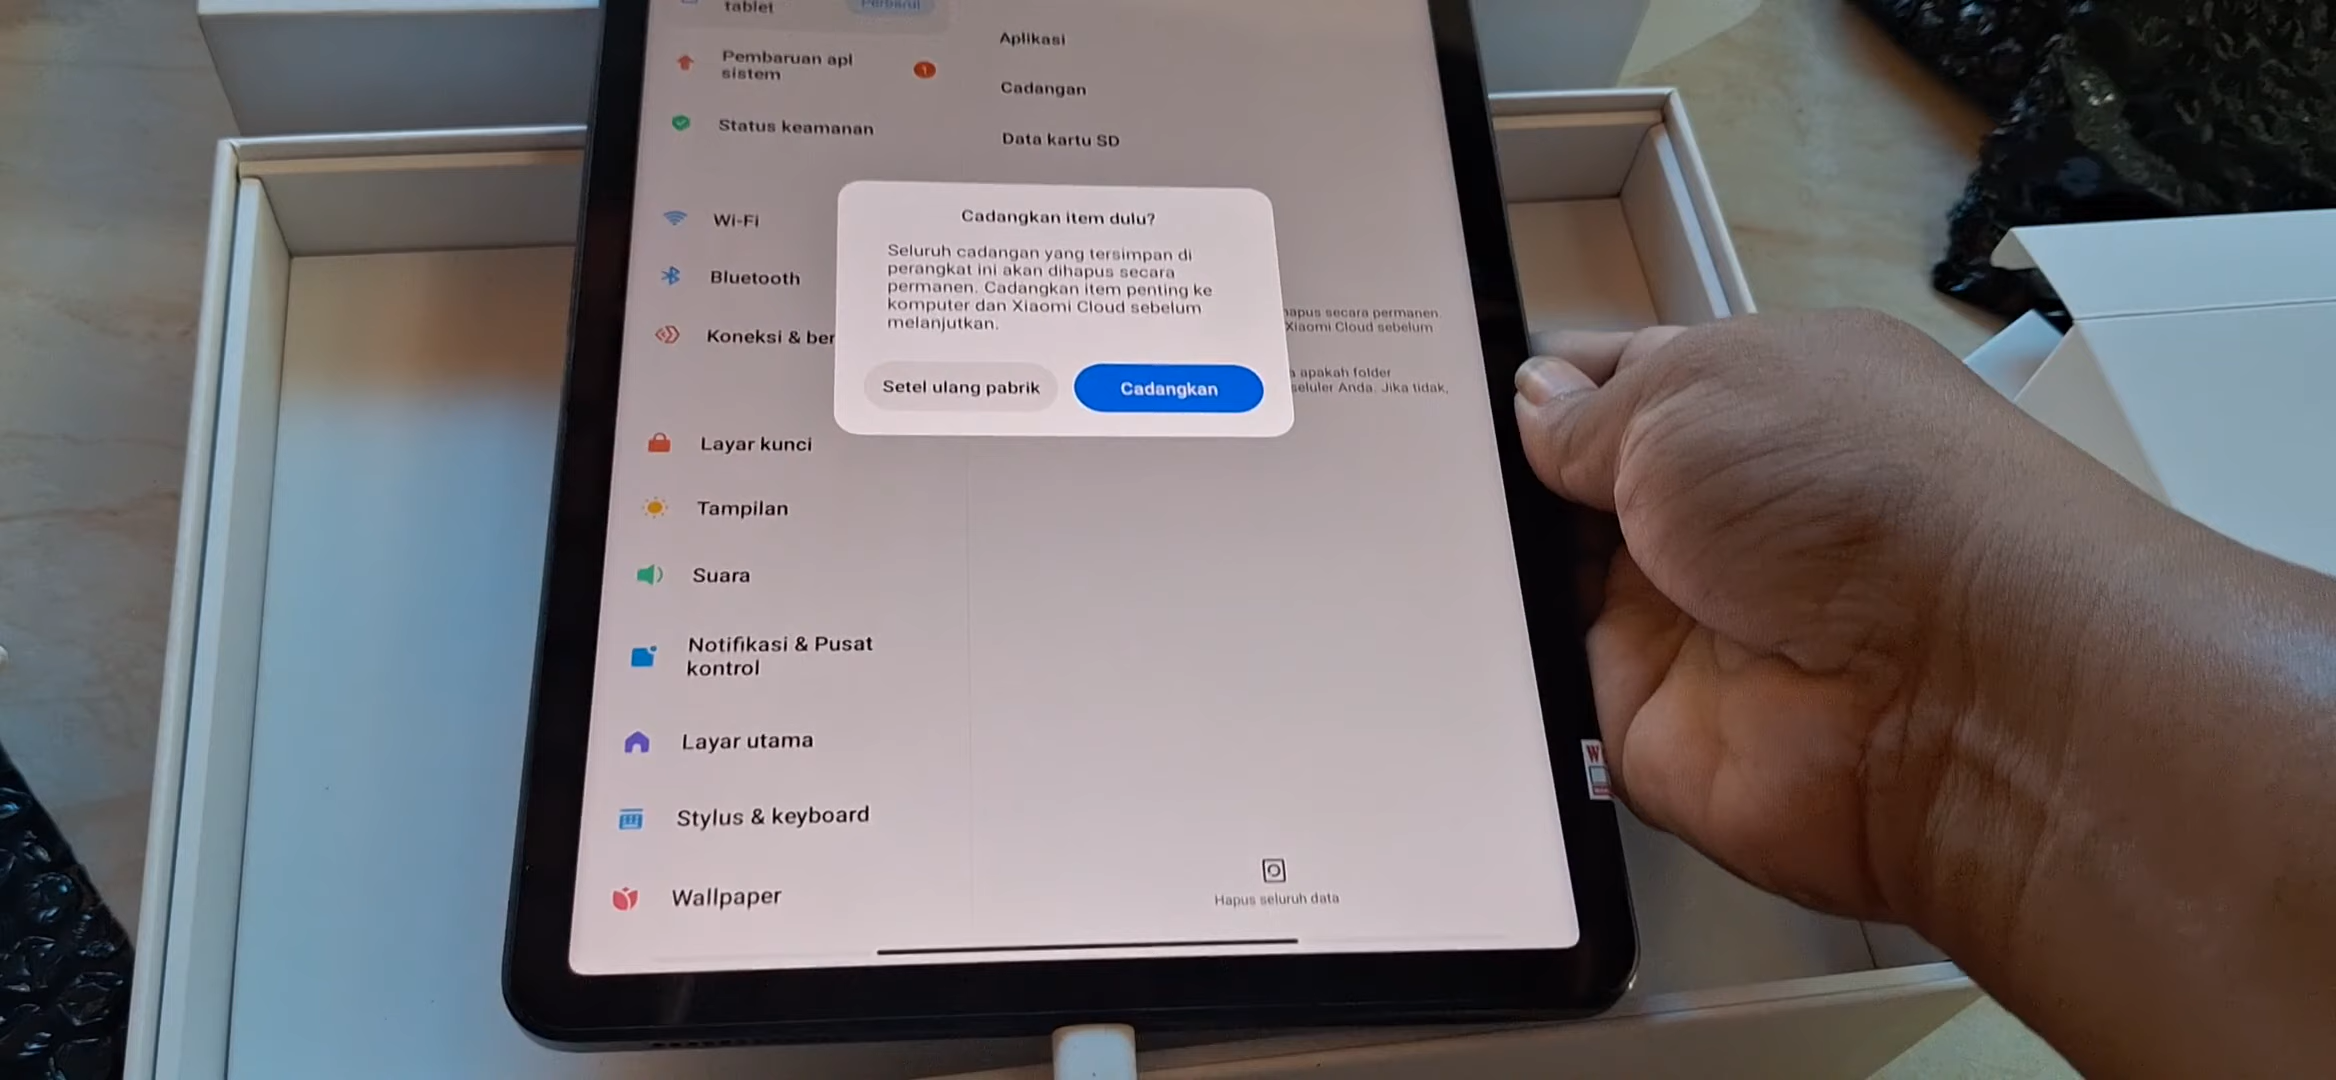 tablet
Perbarui
Pembaruan apl
sistem
1
Status keamanan
Wi-Fi
Bluetooth
Koneksi & ber
Layar kunci
Tampilan
Suara
Notifikasi & Pusat
kontrol
Layar utama
Stylus & keyboard
Wallpaper
Aplikasi
Cadangan
Data kartu SD
Cadangkan item dulu?
Seluruh cadangan yang tersimpan di
perangkat ini akan dihapus secara
permanen. Cadangkan item penting ke
komputer dan Xiaomi Cloud sebelum
melanjutkan.
Setel ulang pabrik
Cadangkan
apus secara permanen.
Xiaomi Cloud sebelum
apakah folder
seluler Anda. Jika tidak,
Hapus seluruh data
W